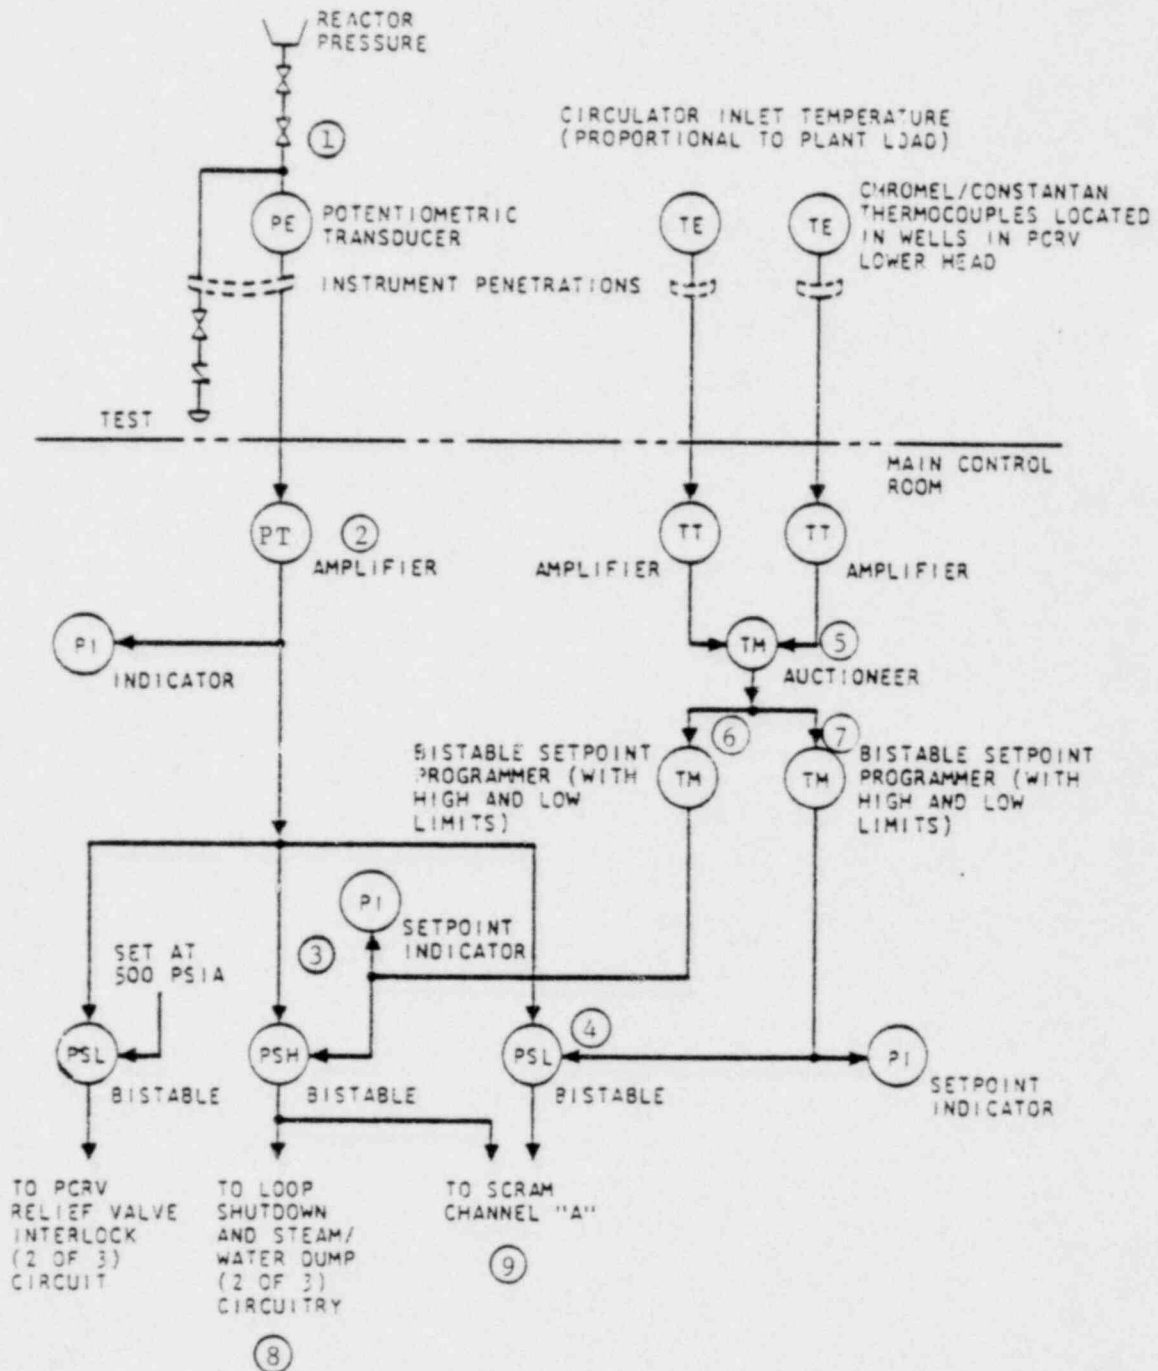 REACTOR
PRESSURE
CIRCULATOR INLET TEMPERATURE
(PROPORTIONAL TO PLANT LOAD)
1
PE
POTENTIOMETRIC
TRANSDUCER
TE
TE
CHROMEL/CONSTANTAN
THERMOCOUPLES LOCATED
IN WELLS IN PCRV
LOWER HEAD
INSTRUMENT PENETRATIONS
TEST
MAIN CONTROL
ROOM
PT
2
AMPLIFIER
TT
AMPLIFIER
TT
AMPLIFIER
PI
INDICATOR
TM
5
AUCTIONEER
6
7
BISTABLE SETPOINT
PROGRAMMER (WITH
HIGH AND LOW
LIMITS)
TM
TM
BISTABLE SETPOINT
PROGRAMMER (WITH
HIGH AND LOW
LIMITS)
PI
SETPOINT
INDICATOR
3
SET AT
500 PSIA
PSL
BISTABLE
PSH
BISTABLE
4
PSL
BISTABLE
PI
SETPOINT
INDICATOR
TO PCRV
RELIEF VALVE
INTERLOCK
(2 OF 3)
CIRCUIT
TO LOOP
SHUTDOWN
AND STEAM/
WATER DUMP
(2 OF 3)
CIRCUITRY
8
TO SCRAM
CHANNEL "A"
9